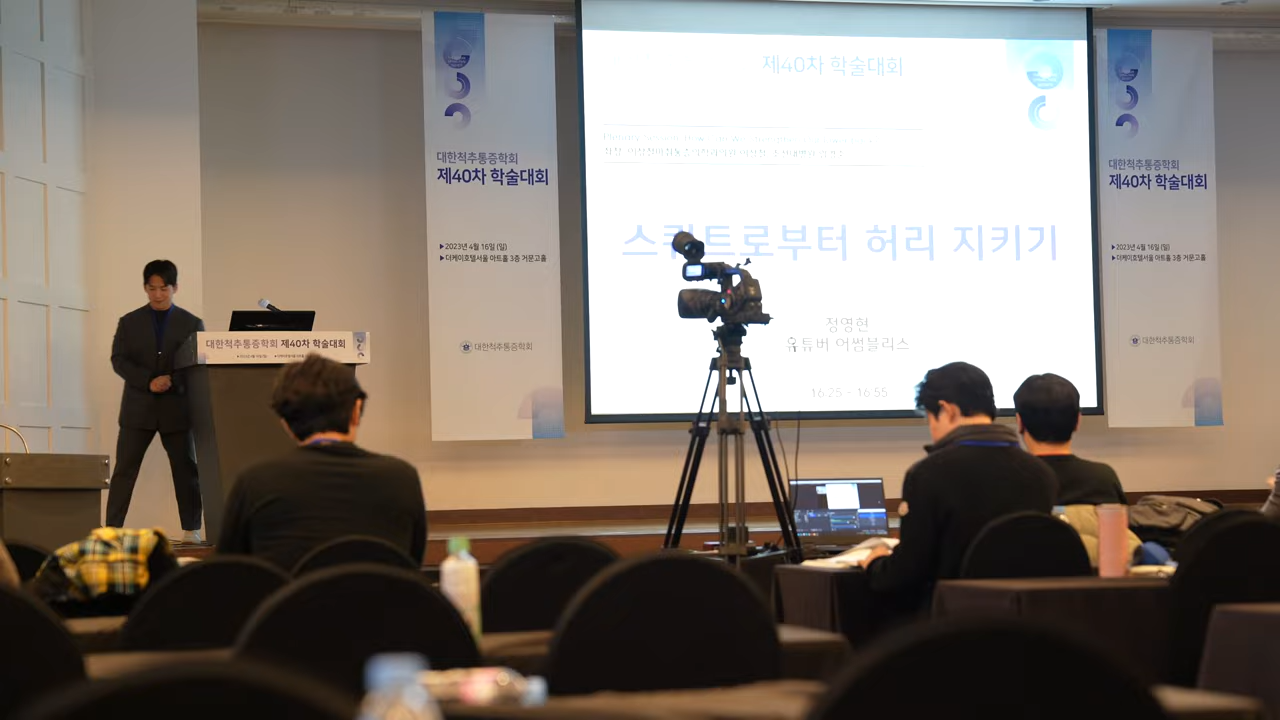 대한척추통증학회
제40차 학술대회
▶2023년 4월 16일 (일)
▶더케이호텔서울 아트홀 3층 거문고홀
대한척추통증학회
제40차 학술대회
스쿼트로부터 허리 지키기
정영현
유튜버 어썸블리스
16:25 - 16:55
대한척추통증학회
제40차 학술대회
▶2023년 4월 16일 (일)
▶더케이호텔서울 아트홀 3층 거문고홀
대한척추통증학회
대한척추통증학회 제40차 학술대회